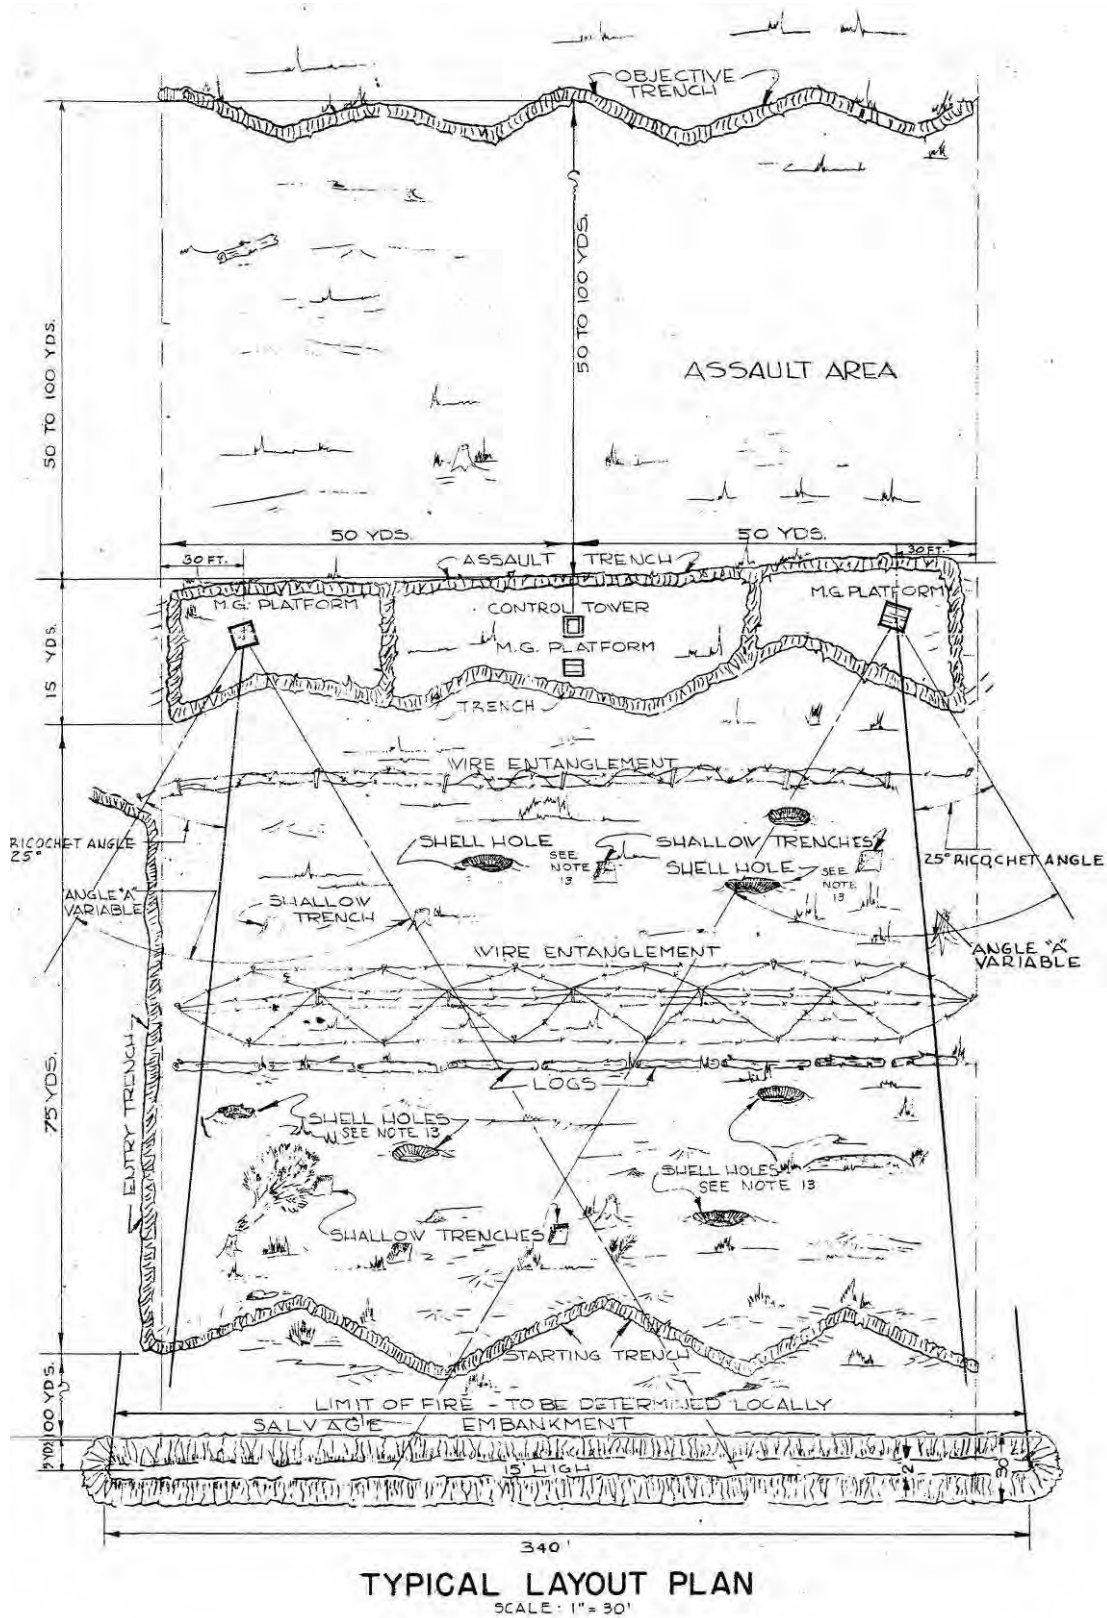 OBJECTIVE
TRENCH
50 TO 100 YDS.
50 TO 100 YDS.
ASSAULT AREA
50 YDS.
50 YDS.
30 FT.
30 FT.
ASSAULT TRENCH
M.G. PLATFORM
CONTROL TOWER
M.G. PLATFORM
M.G. PLATFORM
15 YDS.
TRENCH
WIRE ENTANGLEMENT
RICOCHET ANGLE
25°
SHELL HOLE
SEE
NOTE
13
SHALLOW TRENCHES
SHELL HOLE
SEE
NOTE
13
25° RICOCHET ANGLE
ANGLE "A"
VARIABLE
SHALLOW
TRENCH
WIRE ENTANGLEMENT
ANGLE "A"
VARIABLE
ENTRY TRENCH
75 YDS.
LOGS
SHELL HOLES
SEE NOTE 13
SHELL HOLES
SEE NOTE 13
SHALLOW TRENCHES
STARTING TRENCH
100 YDS.
LIMIT OF FIRE - TO BE DETERMINED LOCALLY
SALVAGE EMBANKMENT
5 YDS.
15' HIGH
2'
30'
340'
TYPICAL LAYOUT PLAN
SCALE: 1" = 30'